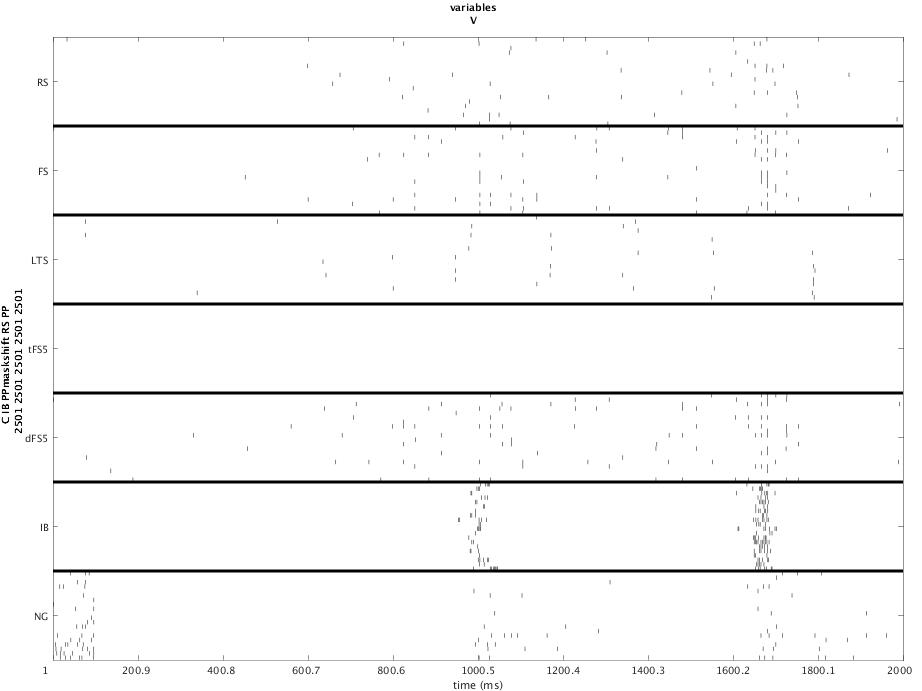 variables
V
RS
FS
LTS
tFS5
dFS5
IB
NG
C IB PPmaskshift RS PP
2501 2501 2501 2501 2501
1 200.9 400.8 600.7 800.6 1000.5 1200.4 1400.3 1600.2 1800.1 2000
time (ms)